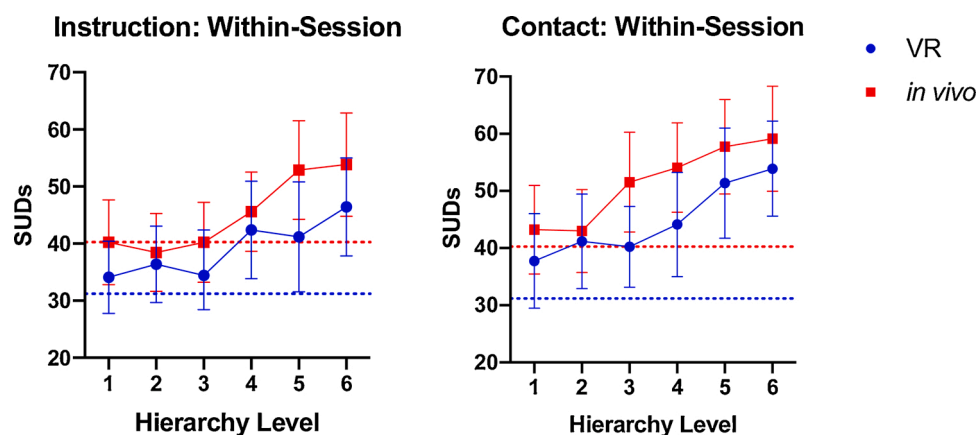 Instruction: Within-Session
Contact: Within-Session
VR
in vivo
SUDs
70
60
50
40
30
20
1 2 3 4 5 6
Hierarchy Level
SUDs
70
60
50
40
30
20
1 2 3 4 5 6
Hierarchy Level